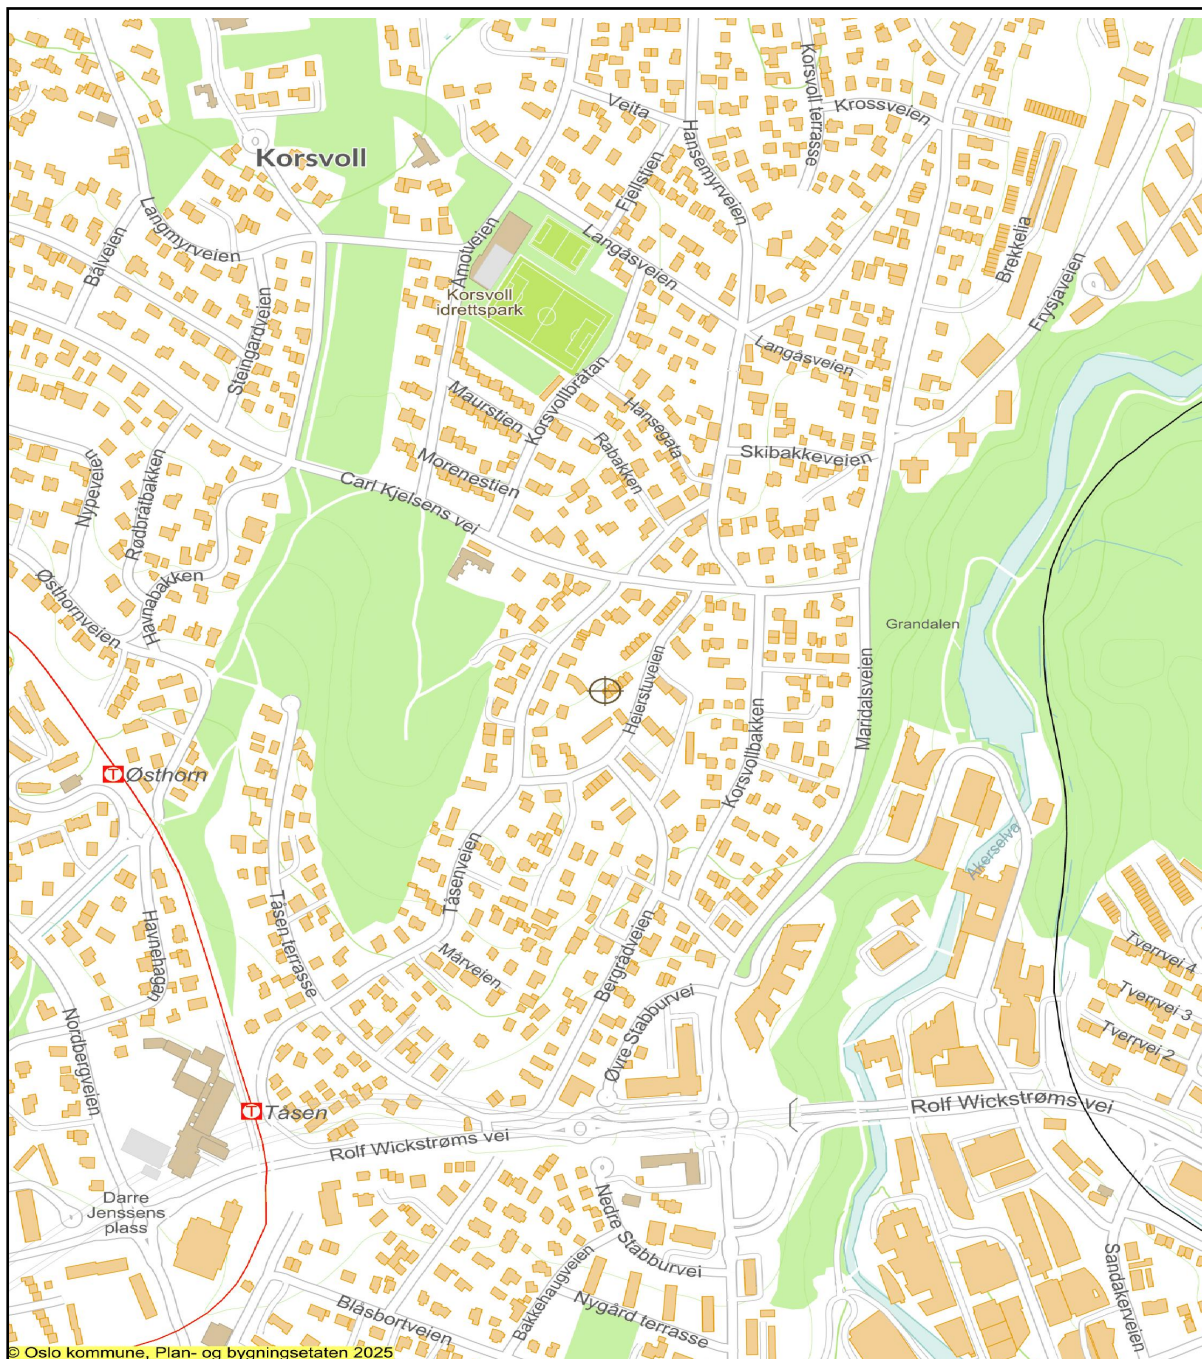 Veita
Korsvoll terrasse
Krossveien
Korsvoll
Hansemyrveien
Fjellstien
Langmyrveien
Bålveien
Åmotveien
Langåsveien
Brekkelia
Frysjaveien
Korsvoll
idrettspark
Steingardveien
Langåsveien
Maurstien
Korsvollbråtan
Hansegata
Rabakken
Skibakkeveien
Morenestien
Carl Kjelsens vei
Nypeveien
Rødbråtbakken
Østhornveien
Havnabakken
Grandalen
Heierstuveien
Maridalsveien
Korsvollbakken
T Østhorn
Akerselva
Tåsenveien
Tåsen terrasse
Havnehagan
Mårveien
Bergrådveien
Tverrvei 4
Tverrvei 3
Tverrvei 2
Nordbergveien
Øvre Stabburvei
T Tåsen
Rolf Wickstrøms vei
Rolf Wickstrøms vei
Darre
Jenssens
plass
Nedre Stabburvei
Bakkehaugveien
Sandakerveien
Blåsbortveien
Nygård terrasse
© Oslo kommune, Plan- og bygningsetaten 2025